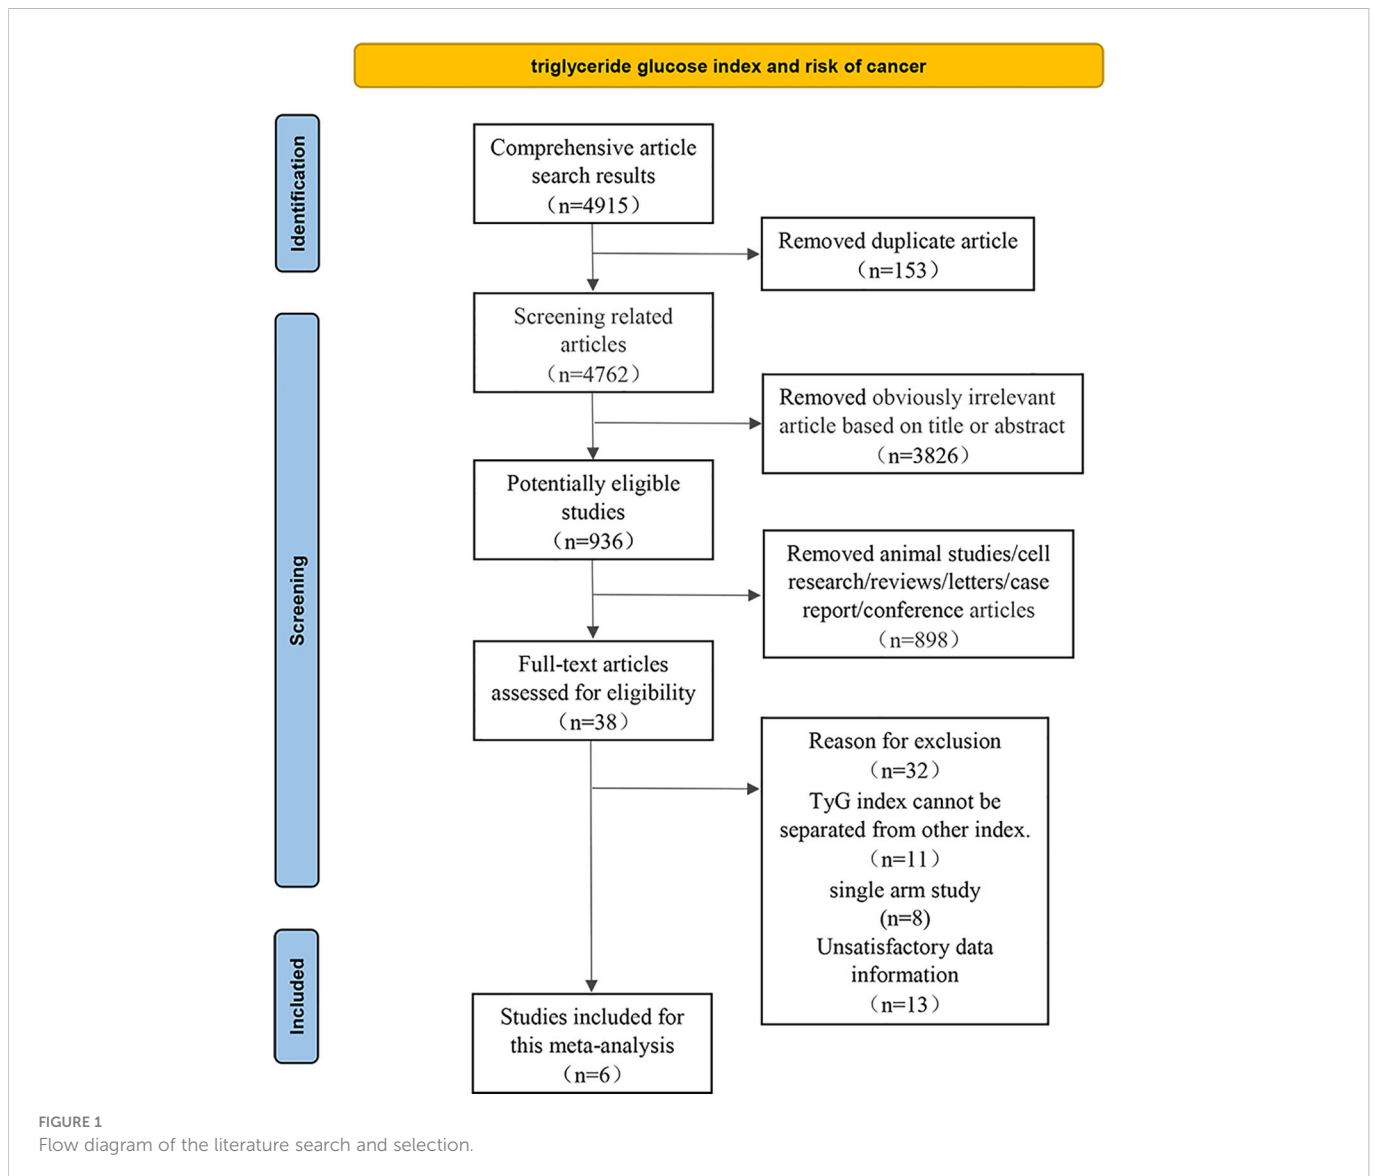 triglyceride glucose index and risk of cancer
Identification
Comprehensive article
search results
（n=4915）
Removed duplicate article
（n=153）
Screening
Screening related
articles
（n=4762）
Removed obviously irrelevant
article based on title or abstract
（n=3826）
Potentially eligible
studies
（n=936）
Removed animal studies/cell
research/reviews/letters/case
report/conference articles
（n=898）
Full-text articles
assessed for eligibility
（n=38）
Reason for exclusion
（n=32）
TyG index cannot be
separated from other index.
（n=11）
single arm study
(n=8)
Unsatisfactory data
information
（n=13）
Included
Studies included for
this meta-analysis
（n=6）
FIGURE 1
Flow diagram of the literature search and selection.